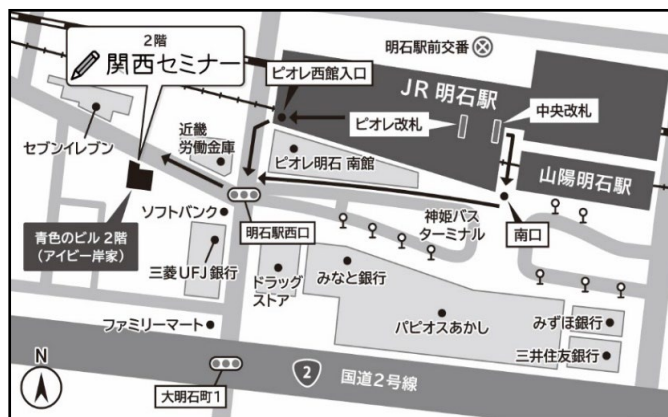 2階
関西セミナー
明石駅前交番
ピオレ西館入口
JR 明石駅
中央改札
ピオレ改札
セブンイレブン
近畿
労働金庫
ピオレ明石 南館
山陽明石駅
ソフトバンク
明石駅西口
神姫バス
ターミナル
南口
青色のビル 2階
(アイビー岸家)
三菱UFJ銀行
ドラッグ
ストア
みなと銀行
ファミリーマート
パピオスあかし
みずほ銀行
三井住友銀行
N
大明石町1
2
国道2号線